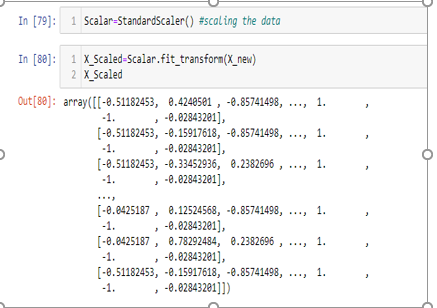 In [79]: 1 Scalar=StandardScaler() #scaling the data
In [80]: 1 X_Scaled=Scalar.fit_transform(X_new)
2 X_Scaled
Out[80]: array([[-0.51182453, 0.4240501 , -0.85741498, ..., 1. ,
-1. , -0.02843201],
[-0.51182453, -0.15917618, -0.85741498, ..., 1. ,
-1. , -0.02843201],
[-0.51182453, -0.33452936, 0.2382696 , ..., 1. ,
-1. , -0.02843201],
...,
[-0.0425187 , 0.12524568, -0.85741498, ..., 1. ,
-1. , -0.02843201],
[-0.0425187 , 0.78292484, 0.2382696 , ..., 1. ,
-1. , -0.02843201],
[-0.51182453, -0.15917618, -0.85741498, ..., 1. ,
-1. , -0.02843201]])